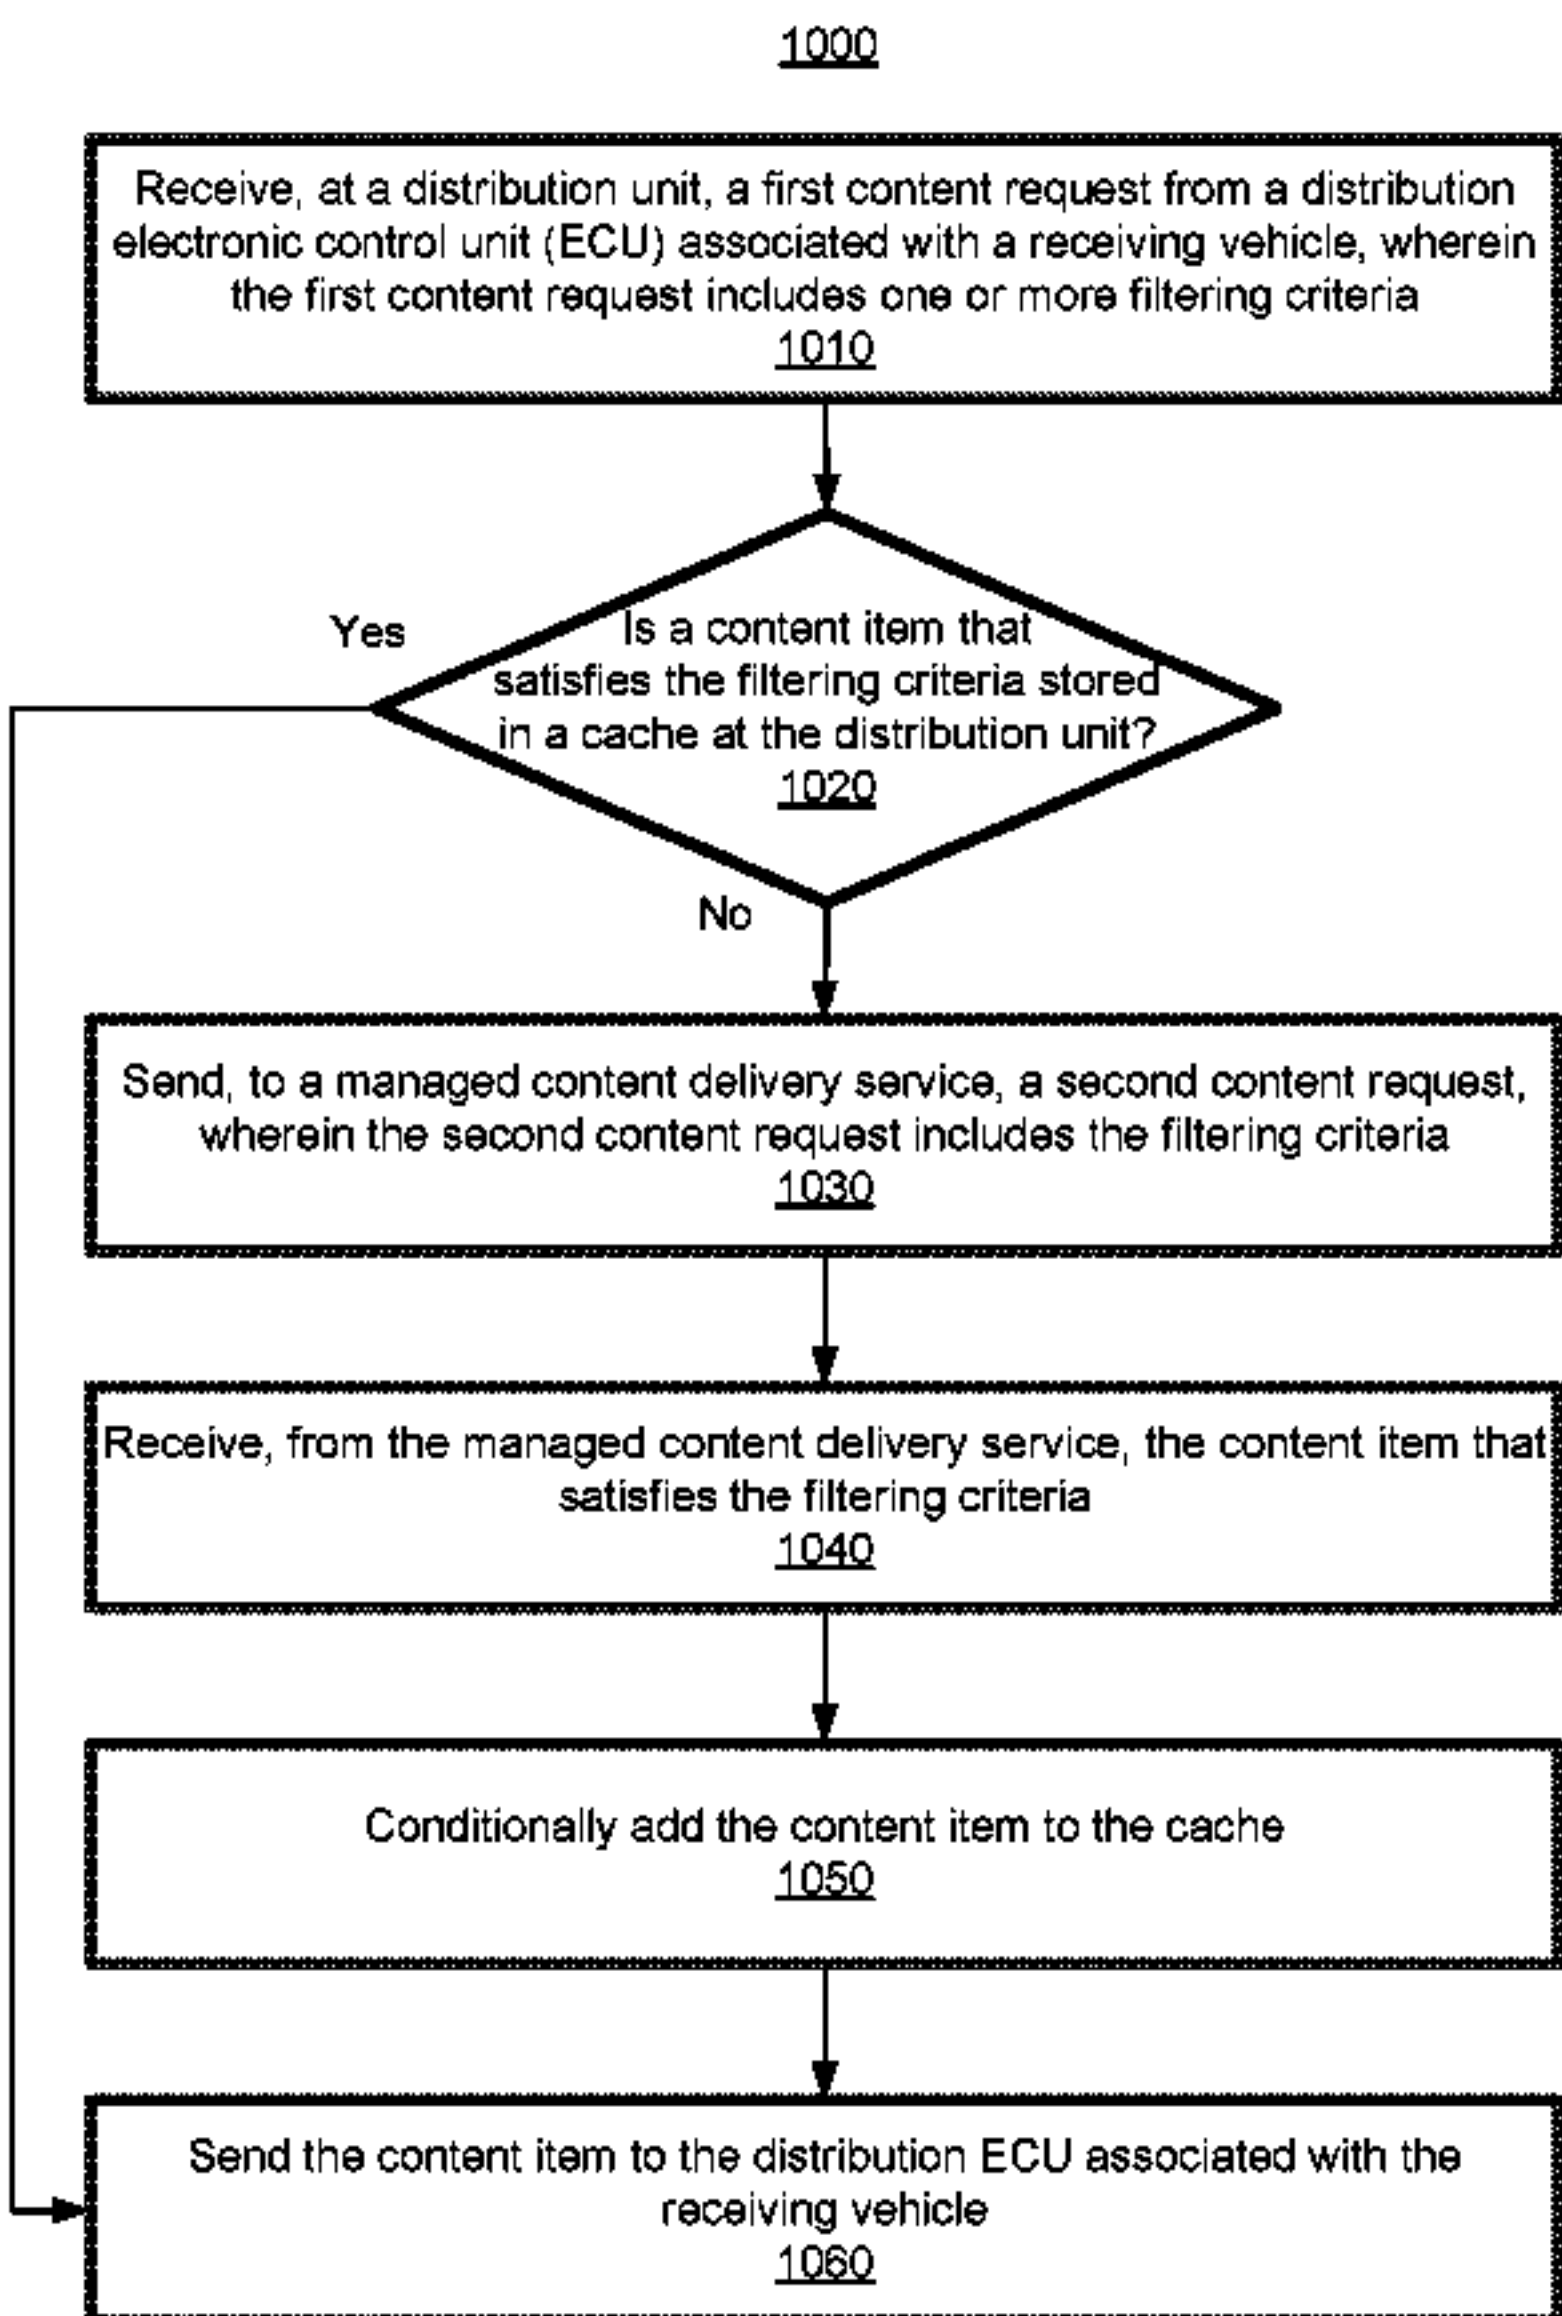 1000
Receive, at a distribution unit, a first content request from a distribution
electronic control unit (ECU) associated with a receiving vehicle, wherein
the first content request includes one or more filtering criteria
1010
Yes
Is a content item that
satisfies the filtering criteria stored
in a cache at the distribution unit?
1020
No
Send, to a managed content delivery service, a second content request,
wherein the second content request includes the filtering criteria
1030
Receive, from the managed content delivery service, the content item that
satisfies the filtering criteria
1040
Conditionally add the content item to the cache
1050
Send the content item to the distribution ECU associated with the
receiving vehicle
1060